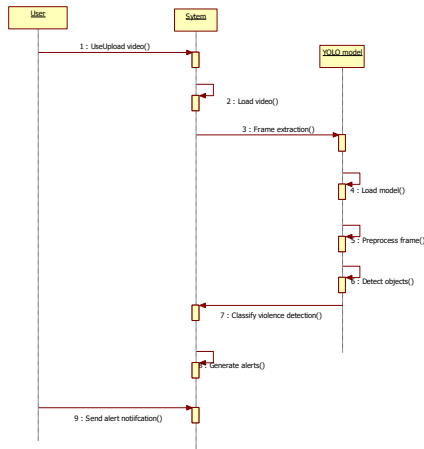 User
Sytem
YOLO model
1 : UseUpload video()
2 : Load video()
3 : Frame extraction()
4 : Load model()
5 : Preprocess frame()
6 : Detect objects()
7 : Classify violence detection()
8 : Generate alerts()
9 : Send alert notiifcation()